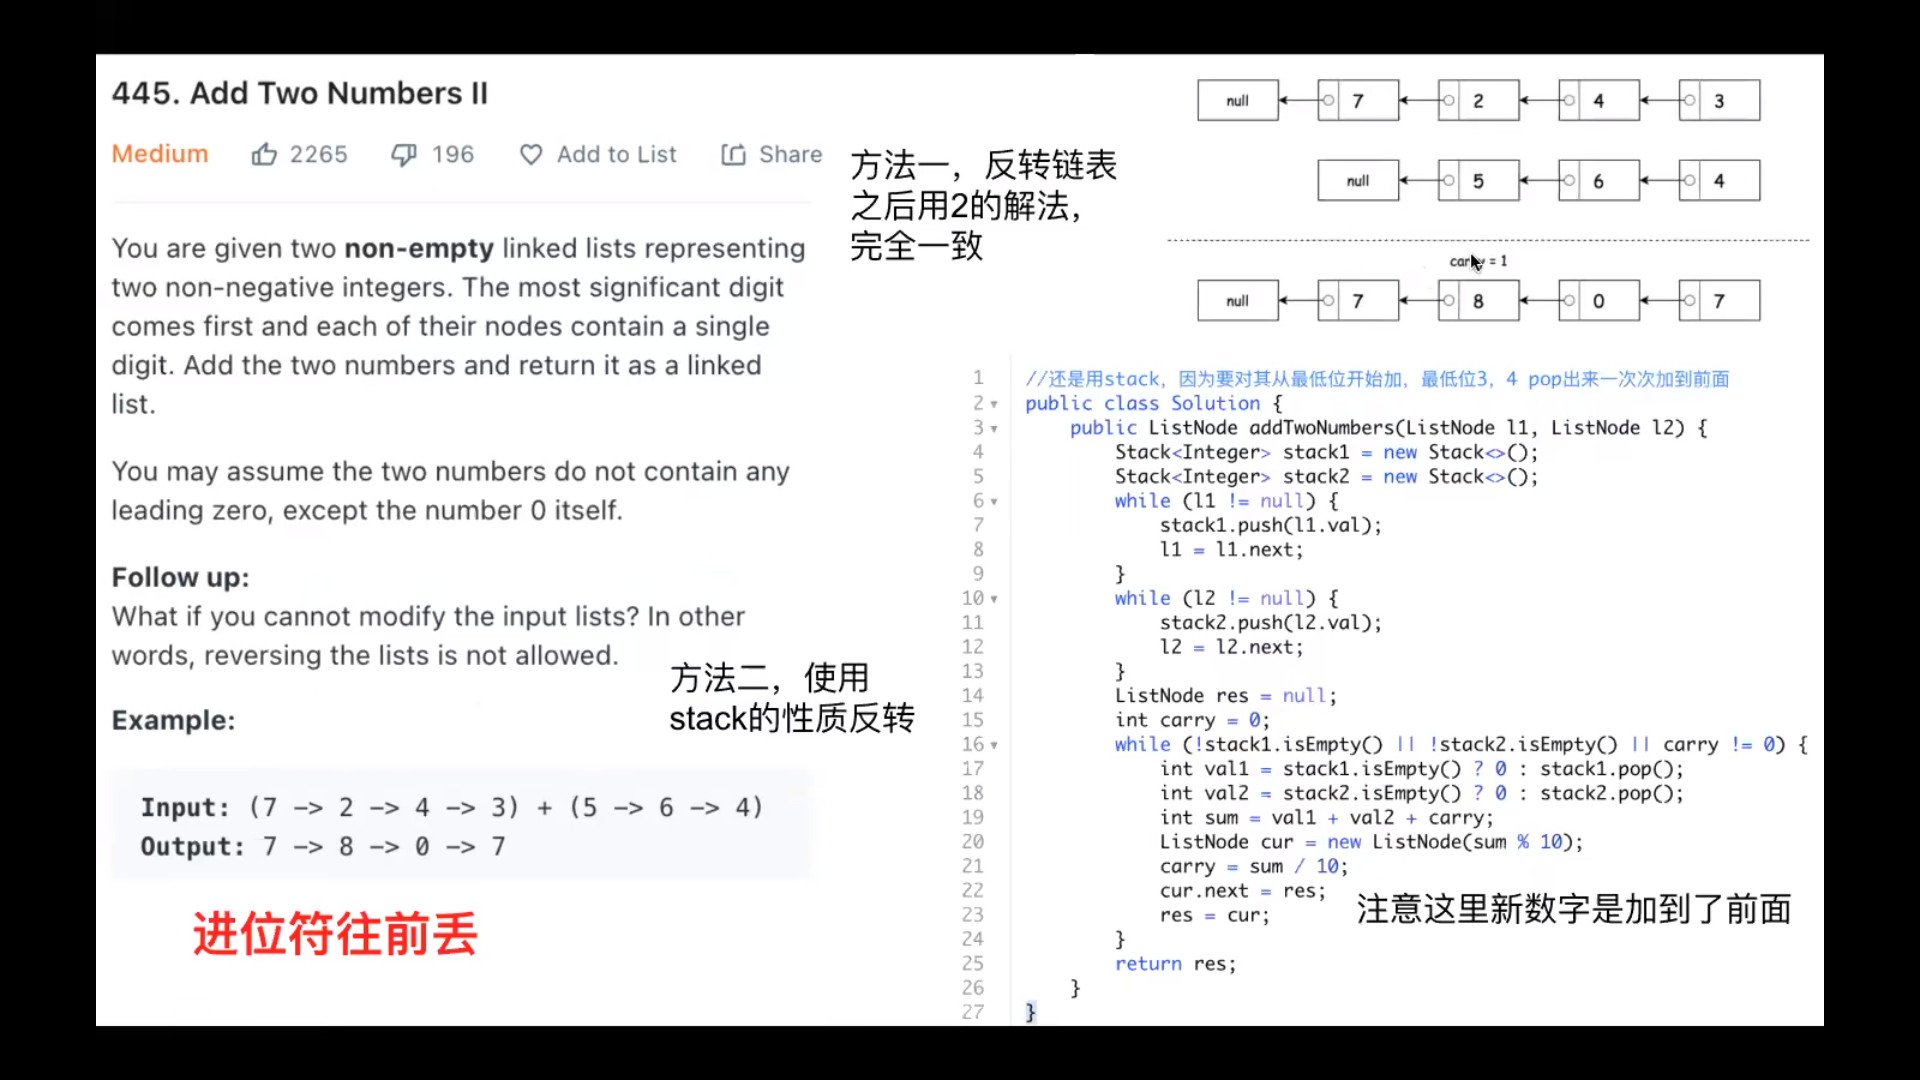 445. Add Two Numbers II
Medium 2265 196 Add to List Share
方法一，反转链表
之后用2的解法，
完全一致
You are given two non-empty linked lists representing
two non-negative integers. The most significant digit
comes first and each of their nodes contain a single
digit. Add the two numbers and return it as a linked
list.
You may assume the two numbers do not contain any
leading zero, except the number 0 itself.
Follow up:
What if you cannot modify the input lists? In other
words, reversing the lists is not allowed.
方法二，使用
stack的性质反转
Example:
Input: (7 -> 2 -> 4 -> 3) + (5 -> 6 -> 4)
Output: 7 -> 8 -> 0 -> 7
进位符往前丢
null 7 2 4 3
null 5 6 4
= 1
null 7 8 0 7
1 //还是用stack，因为要对其从最低位开始加，最低位3，4 pop出来一次次加到前面
2 public class Solution {
3 public ListNode addTwoNumbers(ListNode l1, ListNode l2) {
4 Stack<Integer> stack1 = new Stack<>();
5 Stack<Integer> stack2 = new Stack<>();
6 while (l1 != null) {
7 stack1.push(l1.val);
8 l1 = l1.next;
9 }
10 while (l2 != null) {
11 stack2.push(l2.val);
12 l2 = l2.next;
13 }
14 ListNode res = null;
15 int carry = 0;
16 while (!stack1.isEmpty() || !stack2.isEmpty() || carry != 0) {
17 int val1 = stack1.isEmpty() ? 0 : stack1.pop();
18 int val2 = stack2.isEmpty() ? 0 : stack2.pop();
19 int sum = val1 + val2 + carry;
20 ListNode cur = new ListNode(sum % 10);
21 carry = sum / 10;
22 cur.next = res;
23 res = cur;
注意这里新数字是加到了前面
24 }
25 return res;
26 }
27 }